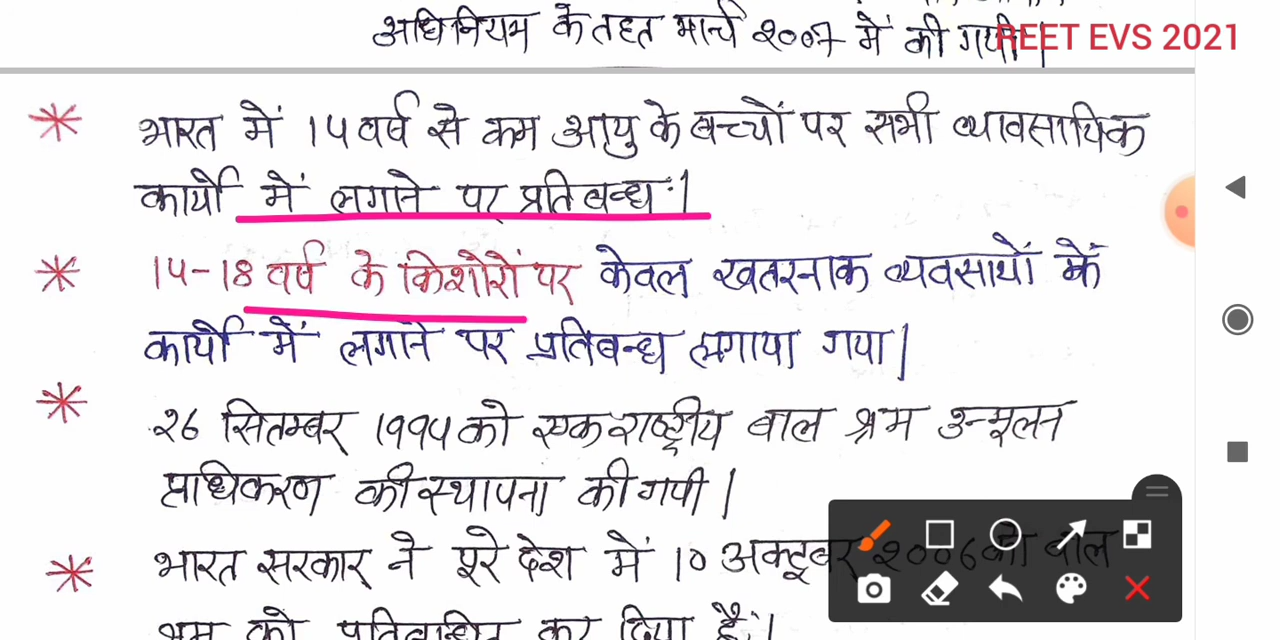 अधिनियम के तहत मार्च 2007 में की गयी।
REET EVS 2021
भारत में 14 वर्ष से कम आयु के बच्चों पर सभी व्यावसायिक
कार्यो में लगाने पर प्रतिबन्ध।
14-18 वर्ष के किशोरों पर केवल खतरनाक व्यवसायों के
कार्यो में लगाने पर प्रतिबन्ध लगाया गया।
26 सितम्बर 1994 को एक राष्ट्रीय बाल श्रम उन्मूलन
प्राधिकरण की स्थापना की गयी।
भारत सरकार ने पूरे देश में 10 अक्टूबर 2006 को बाल
श्रम को प्रतिबन्धित कर दिया है।